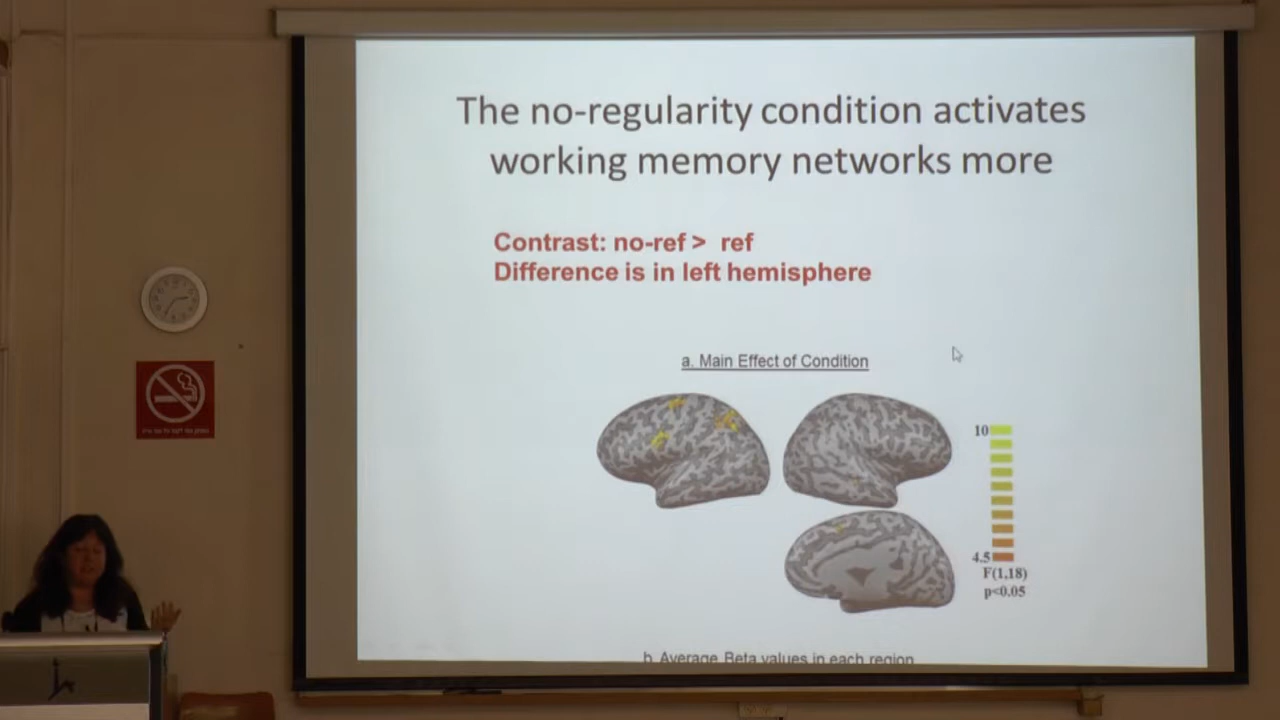 The no-regularity condition activates
working memory networks more
Contrast: no-ref > ref
Difference is in left hemisphere
a. Main Effect of Condition
10
4.5
F(1,18)
p<0.05
b. Average Beta values in each region